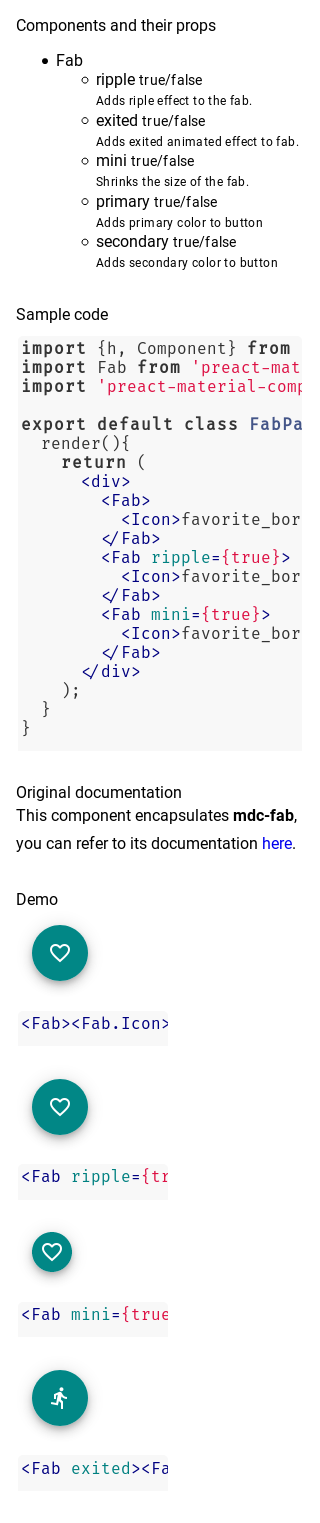 Components and their props
Fab
ripple true/false
Adds riple effect to the fab.
exited true/false
Adds exited animated effect to fab.
mini true/false
Shrinks the size of the fab.
primary true/false
Adds primary color to button
secondary true/false
Adds secondary color to button
Sample code
import {h, Component} from
import Fab from 'preact-mat
import 'preact-material-comp
export default class FabPa
render(){
return (
<div>
<Fab>
<Icon>favorite_bor
</Fab>
<Fab ripple={true}>
<Icon>favorite_bor
</Fab>
<Fab mini={true}>
<Icon>favorite_bor
</Fab>
</div>
);
}
}
Original documentation
This component encapsulates mdc-fab,
you can refer to its documentation here.
Demo
<Fab><Fab.Icon>
<Fab ripple={tr
<Fab mini={true
<Fab exited><Fa